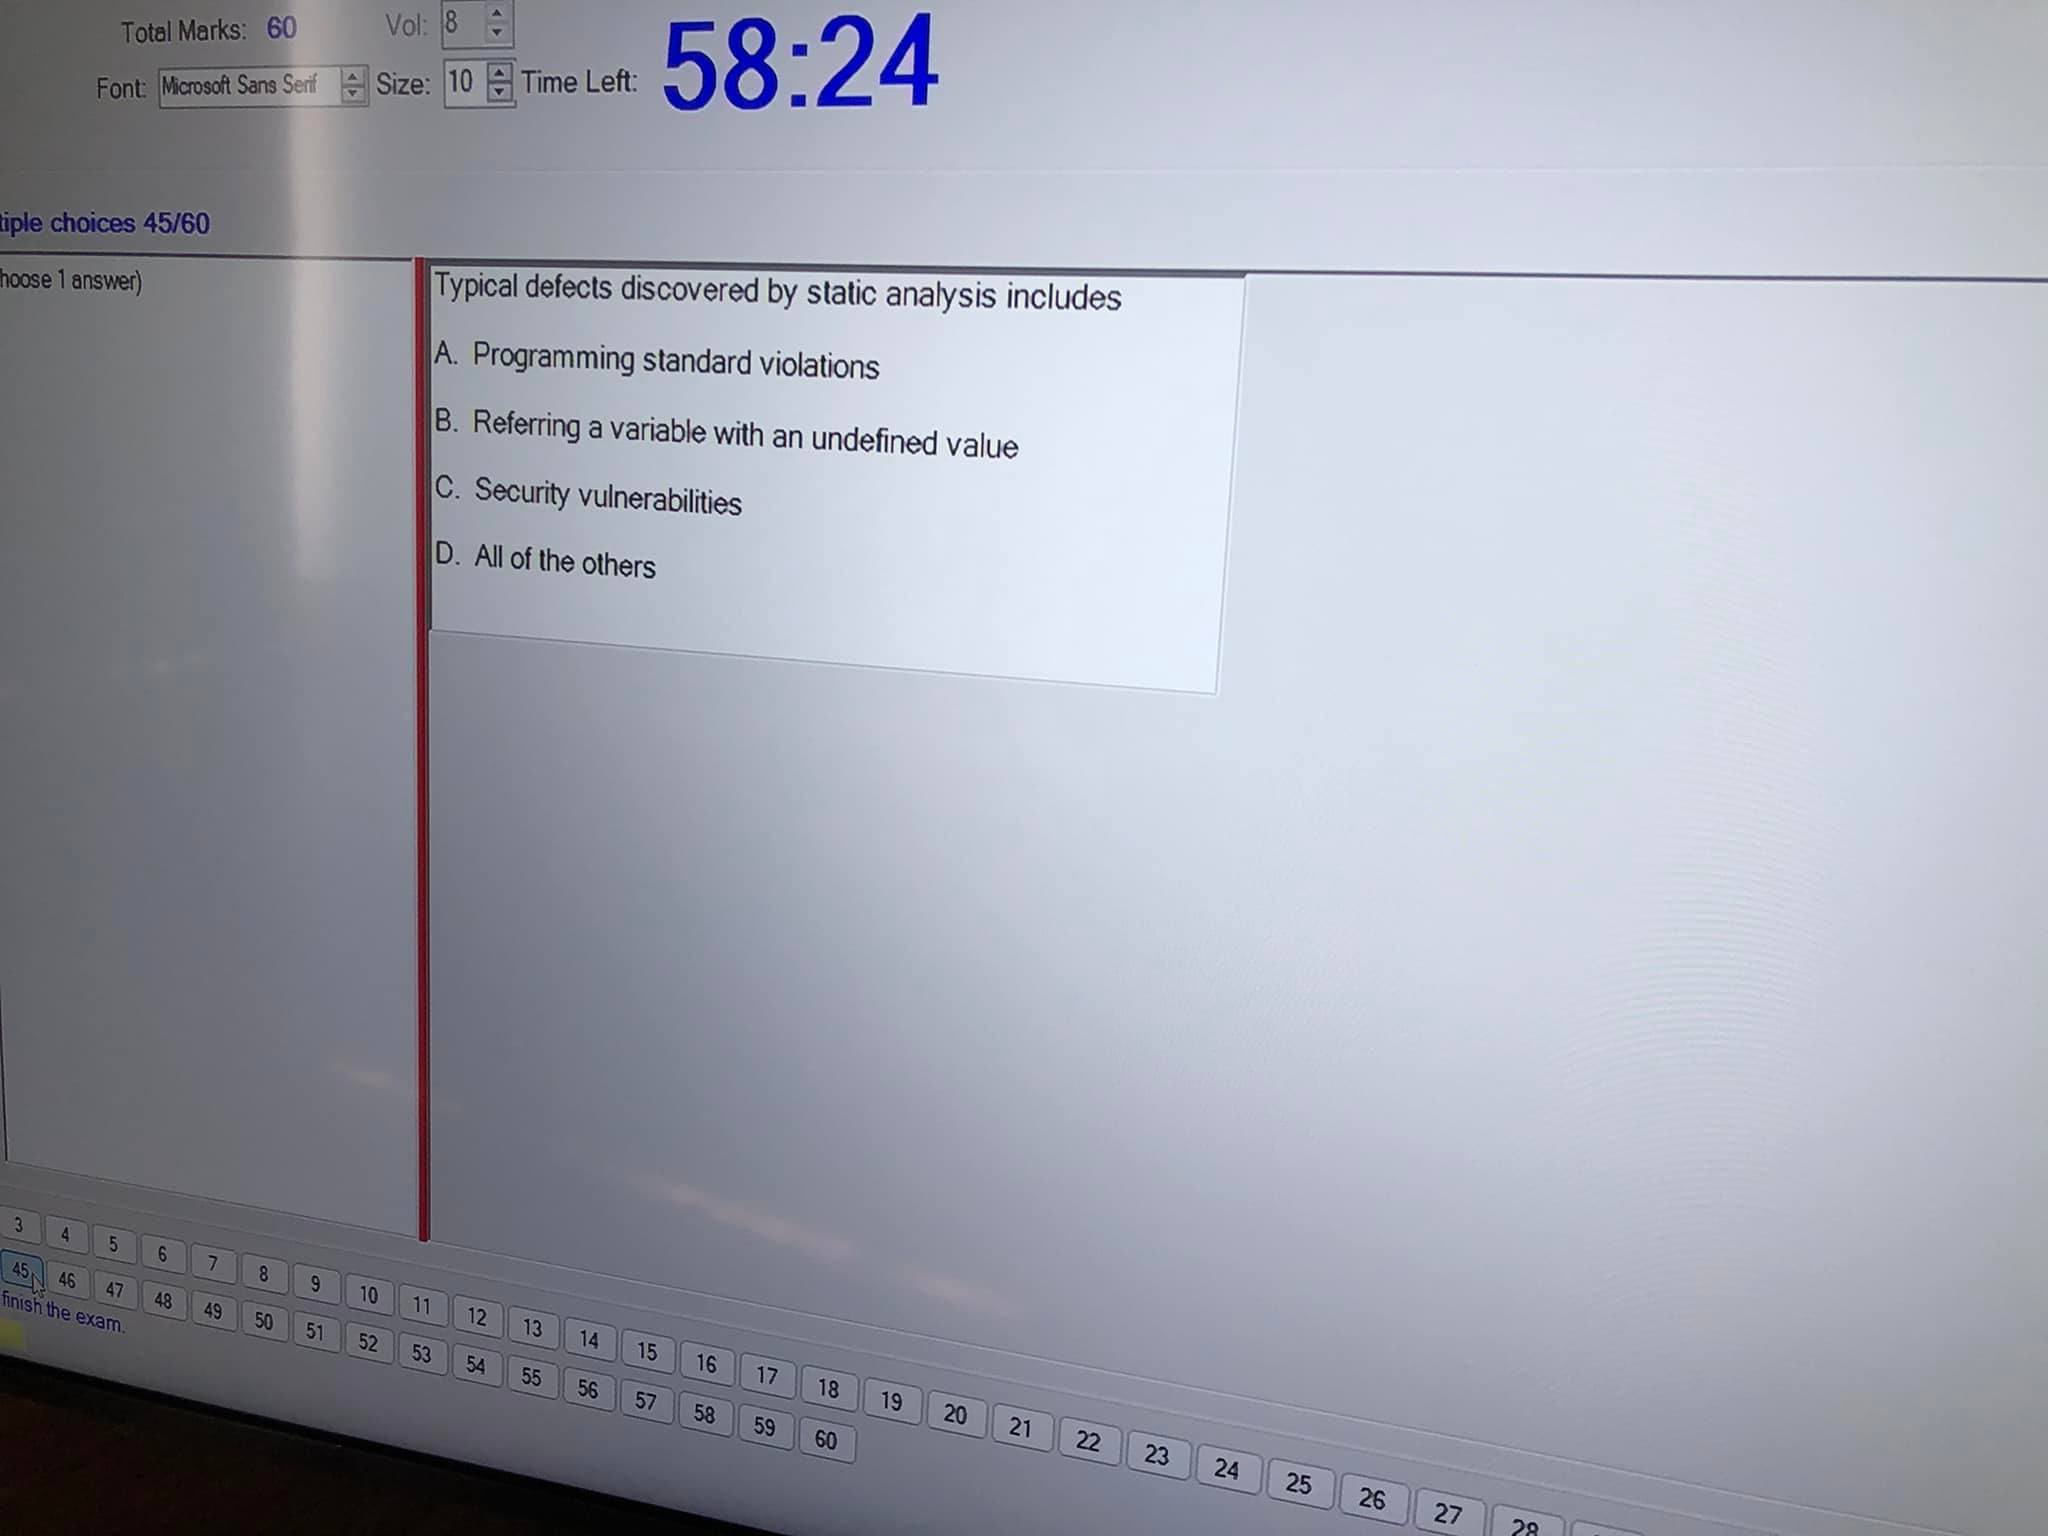 Total Marks: 60 Vol: 8
Font: Microsoft Sans Serif Size: 10 Time Left: 58:24
choices 45/60
1 answer)
Typical defects discovered by static analysis includes
A. Programming standard violations
B. Referring a variable with an undefined value
C. Security vulnerabilities
D. All of the others
3 4 5 6 7 8 9 10 11 12 13 14 15 16 17 18 19 20 21 22 23 24 25 26 27 28
45 46 47 48 49 50 51 52 53 54 55 56 57 58 59 60
finish the exam.